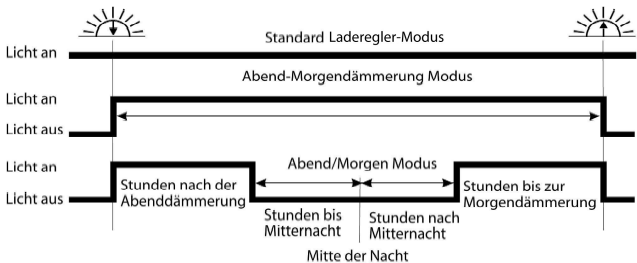 Standard Laderegler-Modus
Licht an
Abend-Morgendämmerung Modus
Licht an
Licht aus
Abend/Morgen Modus
Licht an
Licht aus
Stunden nach der
Abenddämmerung
Stunden bis
Mitternacht
Stunden nach
Mitternacht
Stunden bis zur
Morgendämmerung
Mitte der Nacht